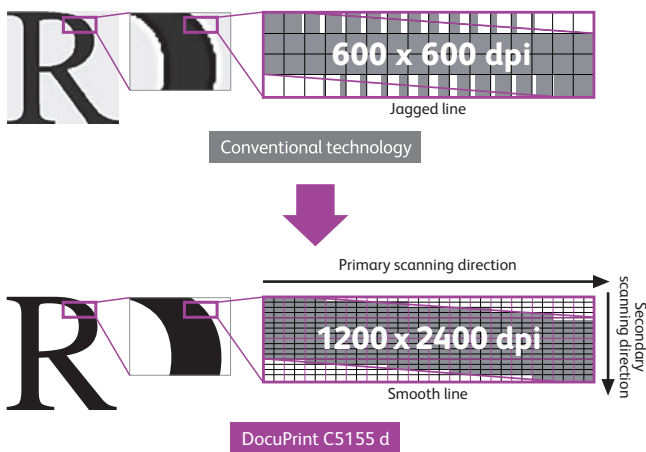 R
600 x 600 dpi
Jagged line
Conventional technology
Primary scanning direction
Secondary
scanning direction
R
1200 x 2400 dpi
Smooth line
DocuPrint C5155 d